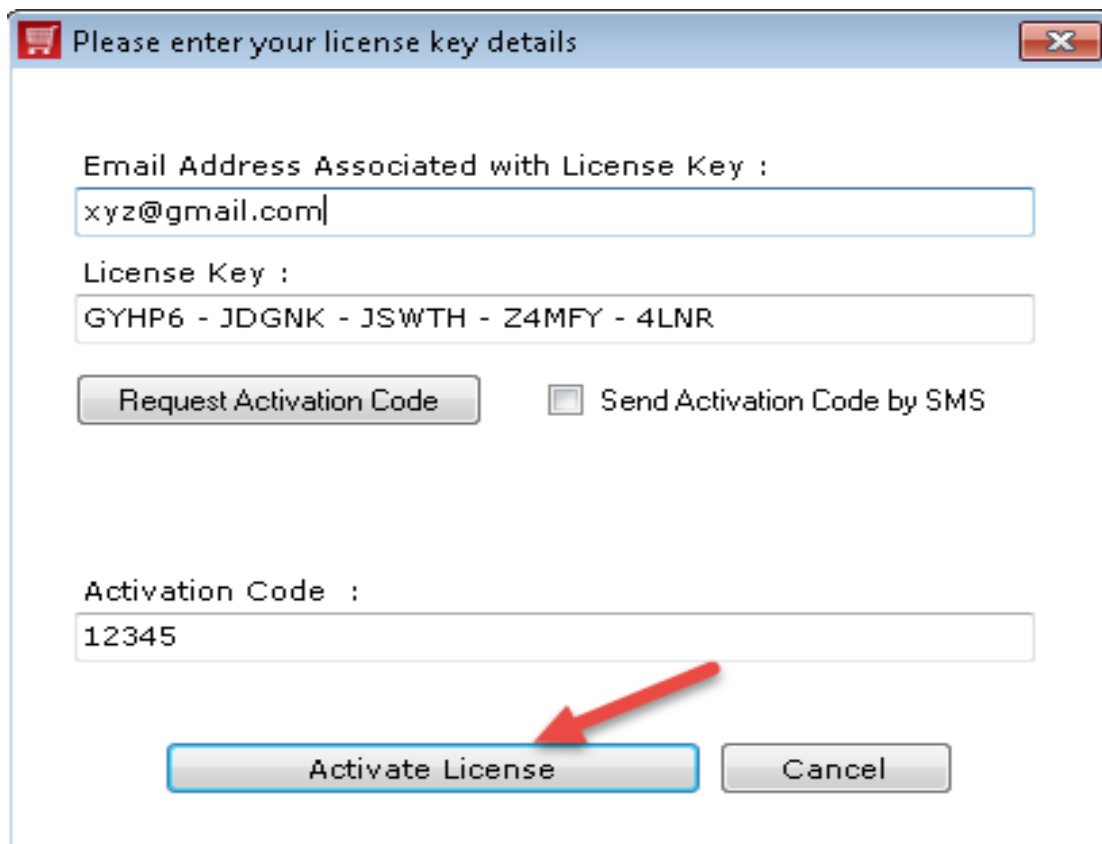 Please enter your license key details
Email Address Associated with License Key :
xyz@gmail.com
License Key :
GYHP6 - JDGNK - JSWTH - Z4MFY - 4LNR
Request Activation Code Send Activation Code by SMS
Activation Code :
12345
Activate License Cancel